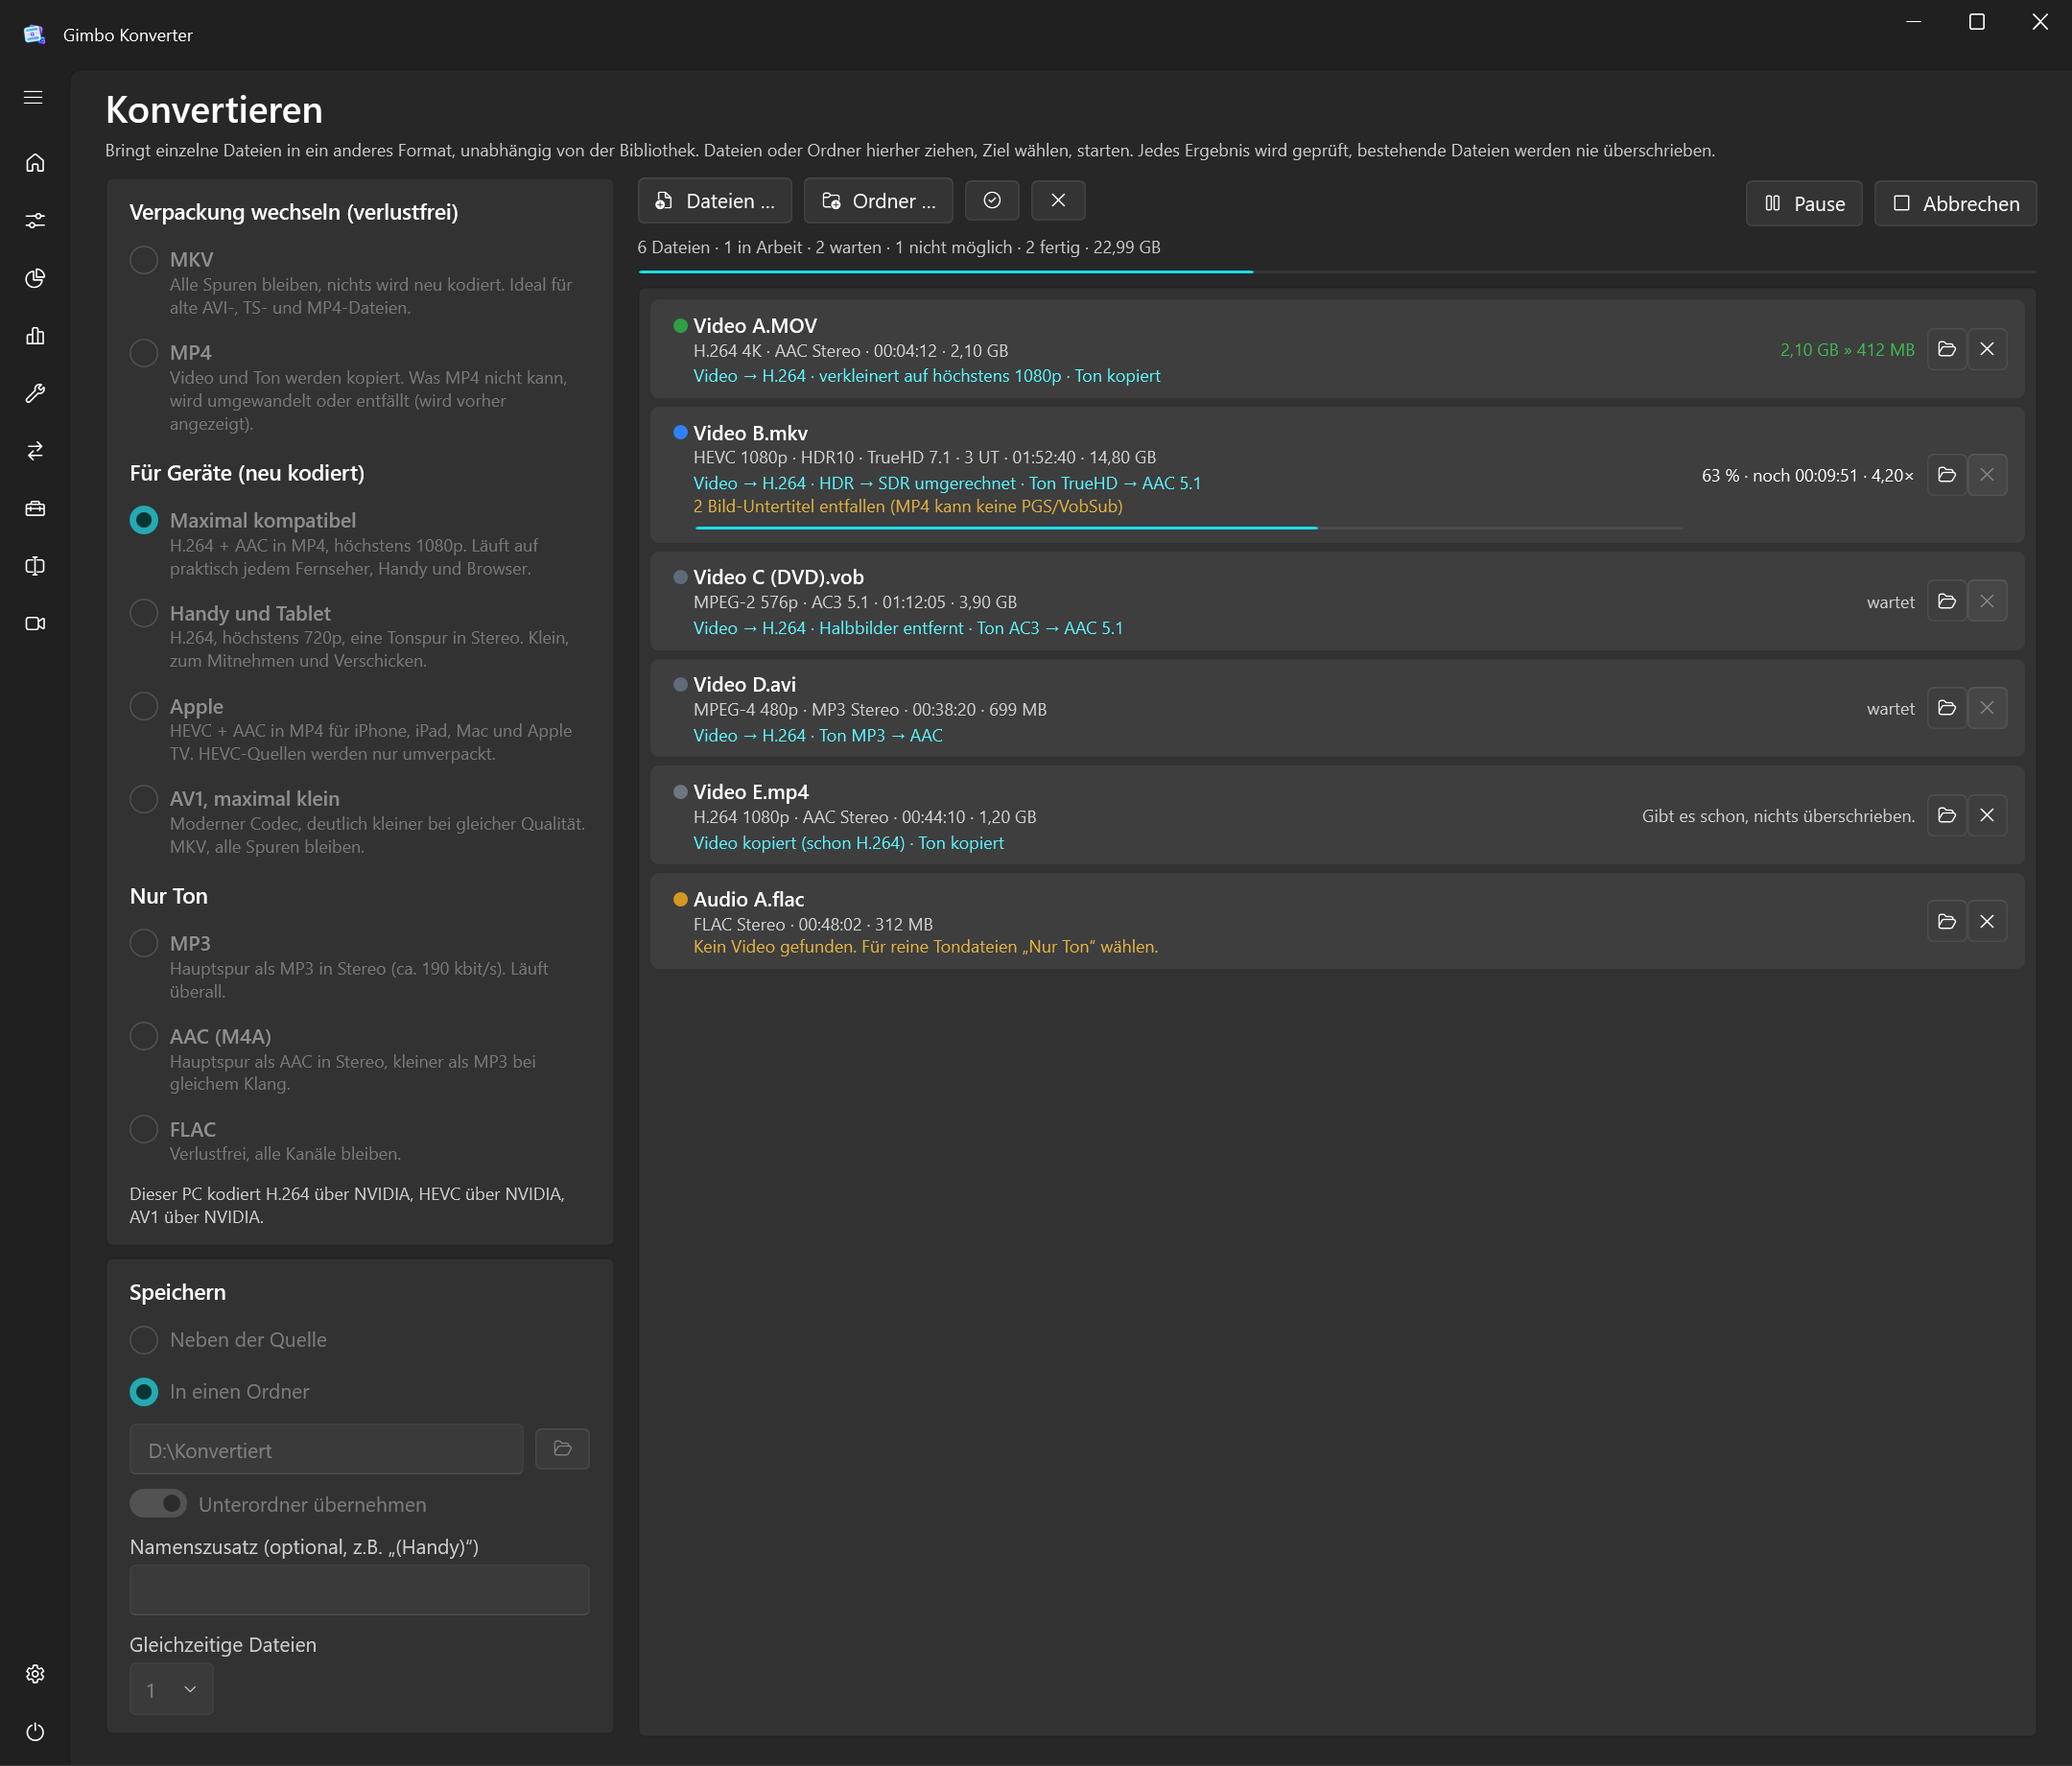 Gimbo Konverter
Konvertieren
Bringt einzelne Dateien in ein anderes Format, unabhängig von der Bibliothek. Dateien oder Ordner hierher ziehen, Ziel wählen, starten. Jedes Ergebnis wird geprüft, bestehende Dateien werden nie überschrieben.
Verpackung wechseln (verlustfrei)
MKV
Alle Spuren bleiben, nichts wird neu kodiert. Ideal für
alte AVI-, TS- und MP4-Dateien.
MP4
Video und Ton werden kopiert. Was MP4 nicht kann,
wird umgewandelt oder entfällt (wird vorher
angezeigt).
Für Geräte (neu kodiert)
Maximal kompatibel
H.264 + AAC in MP4, höchstens 1080p. Läuft auf
praktisch jedem Fernseher, Handy und Browser.
Handy und Tablet
H.264, höchstens 720p, eine Tonspur in Stereo. Klein,
zum Mitnehmen und Verschicken.
Apple
HEVC + AAC in MP4 für iPhone, iPad, Mac und Apple
TV. HEVC-Quellen werden nur umverpackt.
AV1, maximal klein
Moderner Codec, deutlich kleiner bei gleicher Qualität.
MKV, alle Spuren bleiben.
Nur Ton
MP3
Hauptspur als MP3 in Stereo (ca. 190 kbit/s). Läuft
überall.
AAC (M4A)
Hauptspur als AAC in Stereo, kleiner als MP3 bei
gleichem Klang.
FLAC
Verlustfrei, alle Kanäle bleiben.
Dieser PC kodiert H.264 über NVIDIA, HEVC über NVIDIA,
AV1 über NVIDIA.
Speichern
Neben der Quelle
In einen Ordner
D:\Konvertiert
Unterordner übernehmen
Namenszusatz (optional, z.B. „(Handy)“)
Gleichzeitige Dateien
1
Dateien ...
Ordner ...
Pause
Abbrechen
6 Dateien · 1 in Arbeit · 2 warten · 1 nicht möglich · 2 fertig · 22,99 GB
Video A.MOV
H.264 4K · AAC Stereo · 00:04:12 · 2,10 GB
Video → H.264 · verkleinert auf höchstens 1080p · Ton kopiert
2,10 GB » 412 MB
Video B.mkv
HEVC 1080p · HDR10 · TrueHD 7.1 · 3 UT · 01:52:40 · 14,80 GB
Video → H.264 · HDR → SDR umgerechnet · Ton TrueHD → AAC 5.1
2 Bild-Untertitel entfallen (MP4 kann keine PGS/VobSub)
63 % · noch 00:09:51 · 4,20×
Video C (DVD).vob
MPEG-2 576p · AC3 5.1 · 01:12:05 · 3,90 GB
Video → H.264 · Halbbilder entfernt · Ton AC3 → AAC 5.1
wartet
Video D.avi
MPEG-4 480p · MP3 Stereo · 00:38:20 · 699 MB
Video → H.264 · Ton MP3 → AAC
wartet
Video E.mp4
H.264 1080p · AAC Stereo · 00:44:10 · 1,20 GB
Video kopiert (schon H.264) · Ton kopiert
Gibt es schon, nichts überschrieben.
Audio A.flac
FLAC Stereo · 00:48:02 · 312 MB
Kein Video gefunden. Für reine Tondateien „Nur Ton“ wählen.